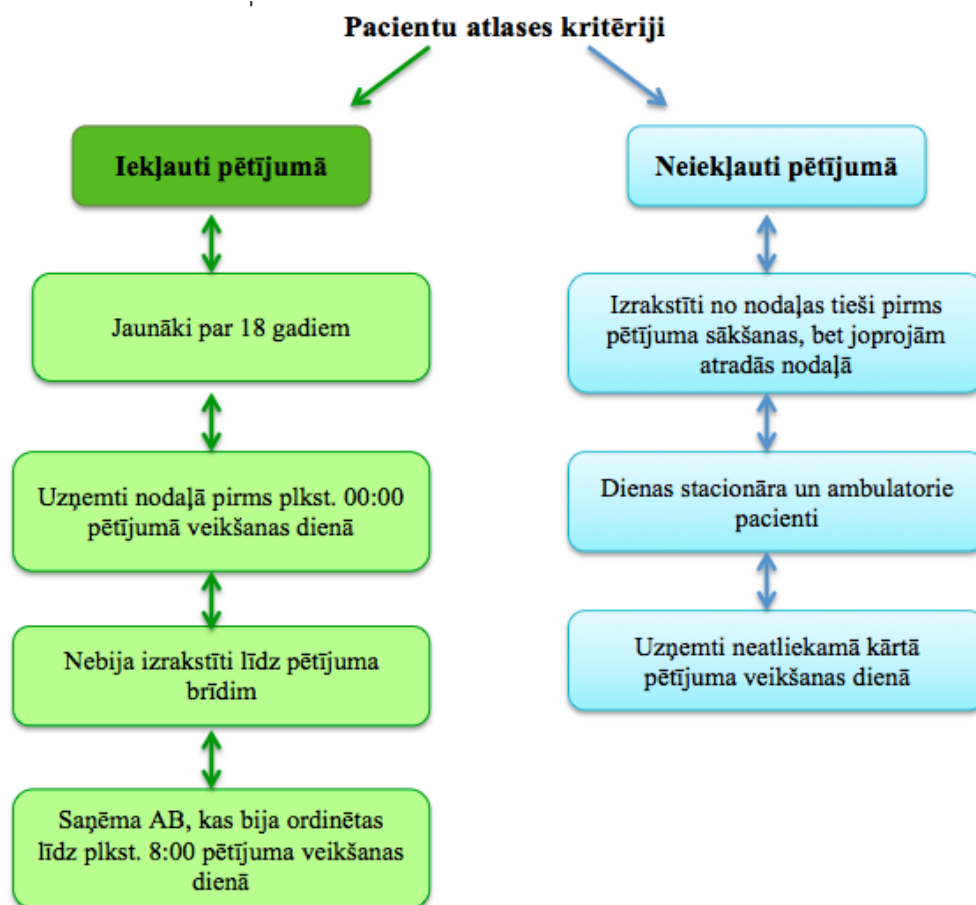 Pacientu atlases kritēriji
Iekļauti pētījumā
Jaunāki par 18 gadiem
Uzņemti nodaļā pirms plkst. 00:00
pētījumā veikšanas dienā
Nebija izrakstīti līdz pētījuma
brīdim
Saņēma AB, kas bija ordinētas
līdz plkst. 8:00 pētījuma veikšanas
dienā
Neiekļauti pētījumā
Izrakstīti no nodaļas tieši pirms
pētījuma sākšanas, bet joprojām
atradās nodaļā
Dienas stacionāra un ambulatorie
pacienti
Uzņemti neatliekamā kārtā
pētījuma veikšanas dienā